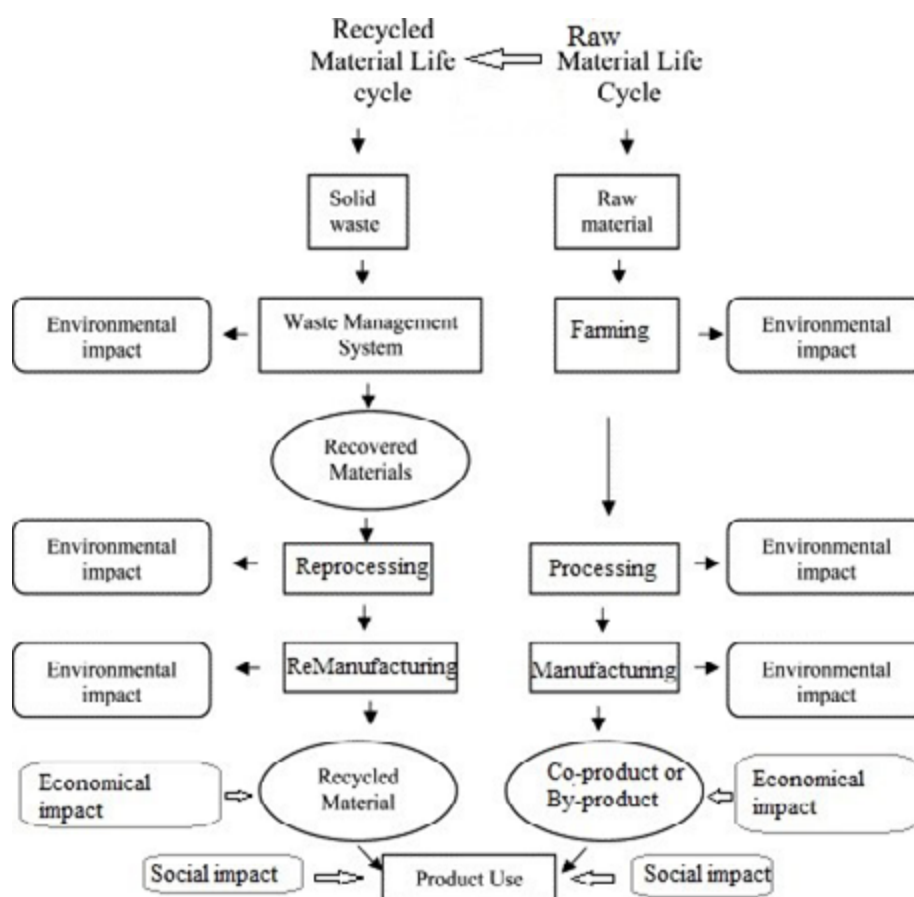 Recycled
Material Life
cycle
Raw
Material Life
Cycle
Solid
waste
Raw
material
Environmental
impact
Waste Management
System
Farming
Environmental
impact
Recovered
Materials
Environmental
impact
Reprocessing
Processing
Environmental
impact
Environmental
impact
ReManufacturing
Manufacturing
Environmental
impact
Economical
impact
Recycled
Material
Co-product or
By-product
Economical
impact
Social impact
Product Use
Social impact